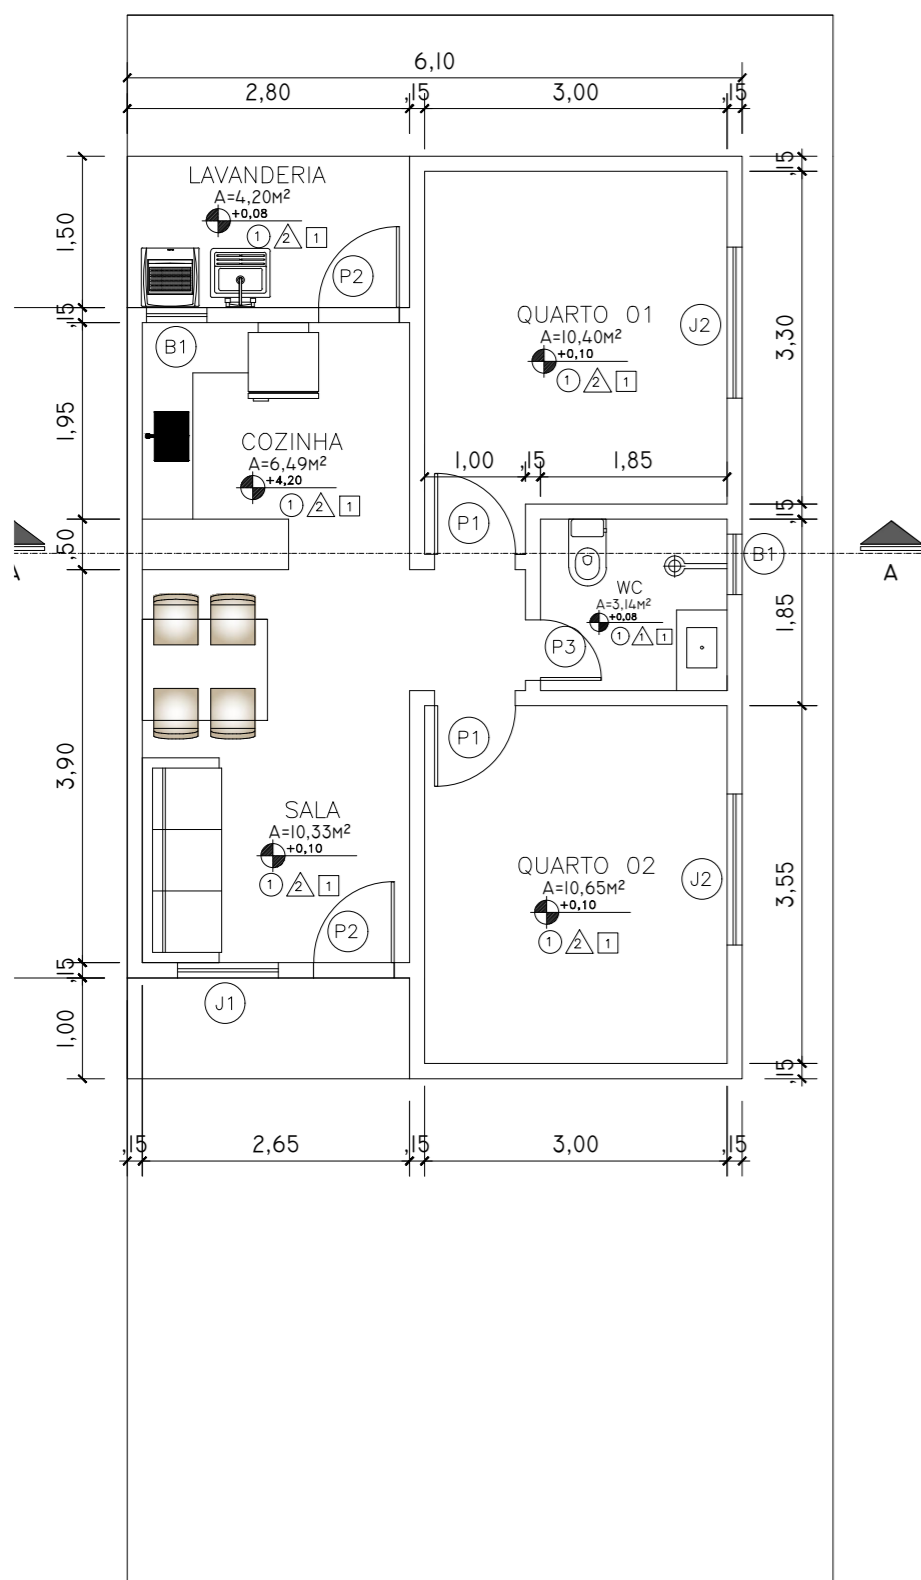 6,10
2,80
,15
3,00
,15
LAVANDERIA
A=4,20M²
+0,08
1 2 1
P2
1,50
,15
,15
B1
QUARTO 01
A=10,40M²
+0,10
1 2 1
J2
3,30
1,95
COZINHA
A=6,49M²
+4,20
1 2 1
1,00
,15
1,85
P1
,15
,50
A
B1
A
WC
A=3,14M²
+0,08
1 1 1
P3
1,85
P1
3,90
SALA
A=10,33M²
+0,10
1 2 1
P2
QUARTO 02
A=10,65M²
+0,10
1 2 1
J2
3,55
,15
J1
1,00
,15
,15
2,65
,15
3,00
,15